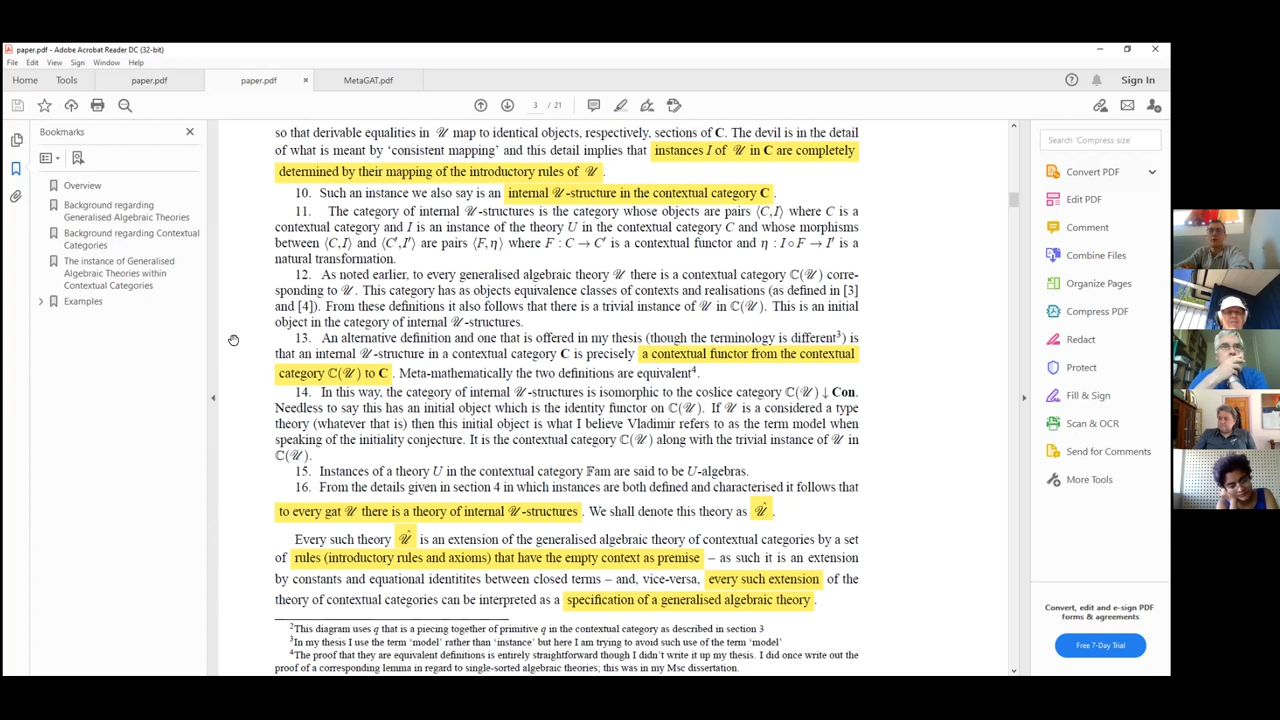 paper.pdf - Adobe Acrobat Reader DC (32-bit)
File Edit View Sign Window Help
Home Tools paper.pdf paper.pdf × MetaGAT.pdf Sign In
3 / 21
Bookmarks
Overview
Background regarding
Generalised Algebraic Theories
Background regarding Contextual
Categories
The instance of Generalised
Algebraic Theories within
Contextual Categories
Examples
so that derivable equalities in 𝒰 map to identical objects, respectively, sections of C. The devil is in the detail
of what is meant by ‘consistent mapping’ and this detail implies that instances I of 𝒰 in C are completely
determined by their mapping of the introductory rules of 𝒰 .
10. Such an instance we also say is an internal 𝒰-structure in the contextual category C .
11. The category of internal 𝒰-structures is the category whose objects are pairs ⟨C,I⟩ where C is a
contextual category and I is an instance of the theory U in the contextual category C and whose morphisms
between ⟨C,I⟩ and ⟨C′,I′⟩ are pairs ⟨F,η⟩ where F : C → C′ is a contextual functor and η : I ∘ F → I′ is a
natural transformation.
12. As noted earlier, to every generalised algebraic theory 𝒰 there is a contextual category ℂ(𝒰) corre-
sponding to 𝒰. This category has as objects equivalence classes of contexts and realisations (as defined in [3]
and [4]). From these definitions it also follows that there is a trivial instance of 𝒰 in ℂ(𝒰). This is an initial
object in the category of internal 𝒰-structures.
13. An alternative definition and one that is offered in my thesis (though the terminology is different³) is
that an internal 𝒰-structure in a contextual category C is precisely a contextual functor from the contextual
category ℂ(𝒰) to C . Meta-mathematically the two definitions are equivalent⁴.
14. In this way, the category of internal 𝒰-structures is isomorphic to the coslice category ℂ(𝒰) ↓ Con.
Needless to say this has an initial object which is the identity functor on ℂ(𝒰). If 𝒰 is a considered a type
theory (whatever that is) then this initial object is what I believe Vladimir refers to as the term model when
speaking of the initiality conjecture. It is the contextual category ℂ(𝒰) along with the trivial instance of 𝒰 in
ℂ(𝒰).
15. Instances of a theory U in the contextual category 𝔽am are said to be U-algebras.
16. From the details given in section 4 in which instances are both defined and characterised it follows that
to every gat 𝒰 there is a theory of internal 𝒰-structures . We shall denote this theory as 𝒰̂ .
Every such theory 𝒰̂ is an extension of the generalised algebraic theory of contextual categories by a set
of rules (introductory rules and axioms) that have the empty context as premise – as such it is an extension
by constants and equational identitites between closed terms – and, vice-versa, every such extension of the
theory of contextual categories can be interpreted as a specification of a generalised algebraic theory .
²This diagram uses q that is a piecing together of primitive q in the contextual category as described in section 3
³In my thesis I use the term ‘model’ rather than ‘instance’ but here I am trying to avoid such use of the term ‘model’
⁴The proof that they are equivalent definitions is entirely straightforward though I didn’t write it up my thesis. I did once write out the
proof of a corresponding lemma in regard to single-sorted algebraic theories; this was in my Msc dissertation.
Search 'Compress size'
Convert PDF
Edit PDF
Comment
Combine Files
Organize Pages
Compress PDF
Redact
Protect
Fill & Sign
Scan & OCR
Send for Comments
More Tools
Convert, edit and e-sign PDF
forms & agreements
Free 7-Day Trial